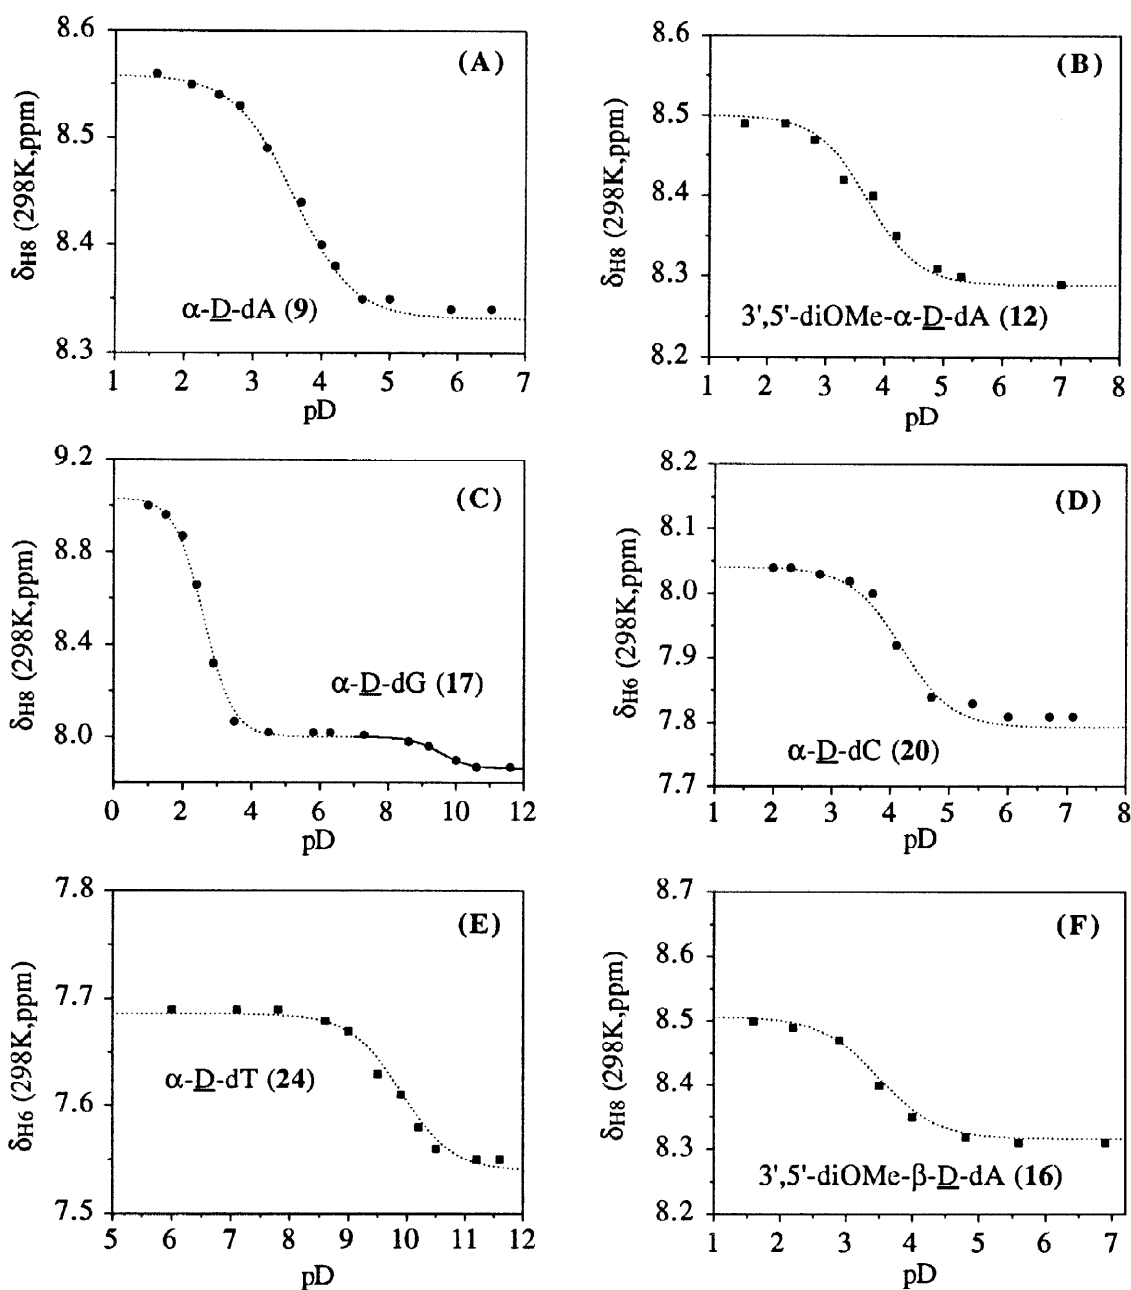 8.6
(A)
8.5
8.4
8.3
δH8 (298K,ppm)
α-D-dA (9)
1 2 3 4 5 6 7
pD
8.6
(B)
8.5
8.4
8.3
8.2
δH8 (298K,ppm)
3',5'-diOMe-α-D-dA (12)
1 2 3 4 5 6 7 8
pD
9.2
(C)
8.8
8.4
8.0
δH8 (298K,ppm)
α-D-dG (17)
0 2 4 6 8 10 12
pD
8.2
(D)
8.1
8.0
7.9
7.8
7.7
δH6 (298K,ppm)
α-D-dC (20)
1 2 3 4 5 6 7 8
pD
7.8
(E)
7.7
7.6
7.5
δH6 (298K,ppm)
α-D-dT (24)
5 6 7 8 9 10 11 12
pD
8.7
(F)
8.6
8.5
8.4
8.3
8.2
δH8 (298K,ppm)
3',5'-diOMe-β-D-dA (16)
1 2 3 4 5 6 7
pD